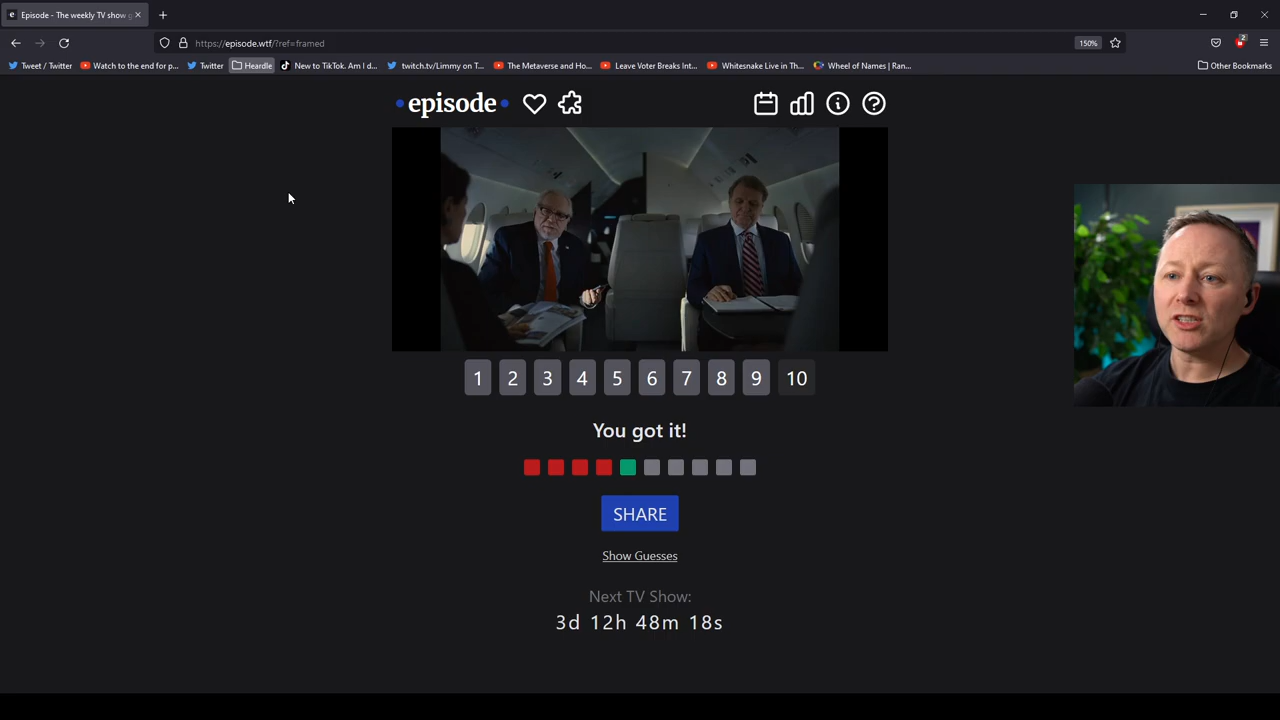 Episode - The weekly TV show g
https://episode.wtf/?ref=framed
150%
2
Tweet / Twitter
Watch to the end for p...
Twitter
Heardle
New to TikTok. Am I d...
twitch.tv/Limmy on T...
The Metaverse and Ho...
Leave Voter Breaks Int...
Whitesnake Live in Th...
Wheel of Names | Ran...
Other Bookmarks
episode
1 2 3 4 5 6 7 8 9 10
You got it!
SHARE
Show Guesses
Next TV Show:
3d 12h 48m 18s